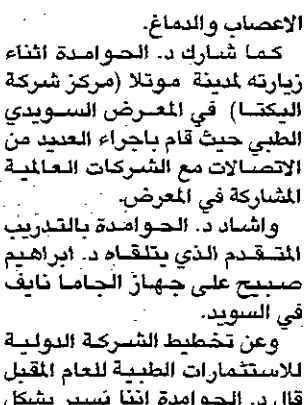 الاعصاب والدماغ.
كما شارك د. الحوامدة اثناء
زيارته لمدينة موتلا (مركز شركة
اليكتا) في المعرض السويدي
الطبي حيث قام باجراء العديد من
الاتصالات مع الشركات العالمية
المشاركة في المعرض.
واشاد د. الحوامدة بالتدريب
المتقدم الذي يتلقاه د. ابراهيم
صبيح على جهاز الجاما نايف
في السويد.
وعن تخطيط الشركة الدولية
للاستثمارات الطبية للعام المقبل
قال د. الحوامدة اننا نسير بشكل